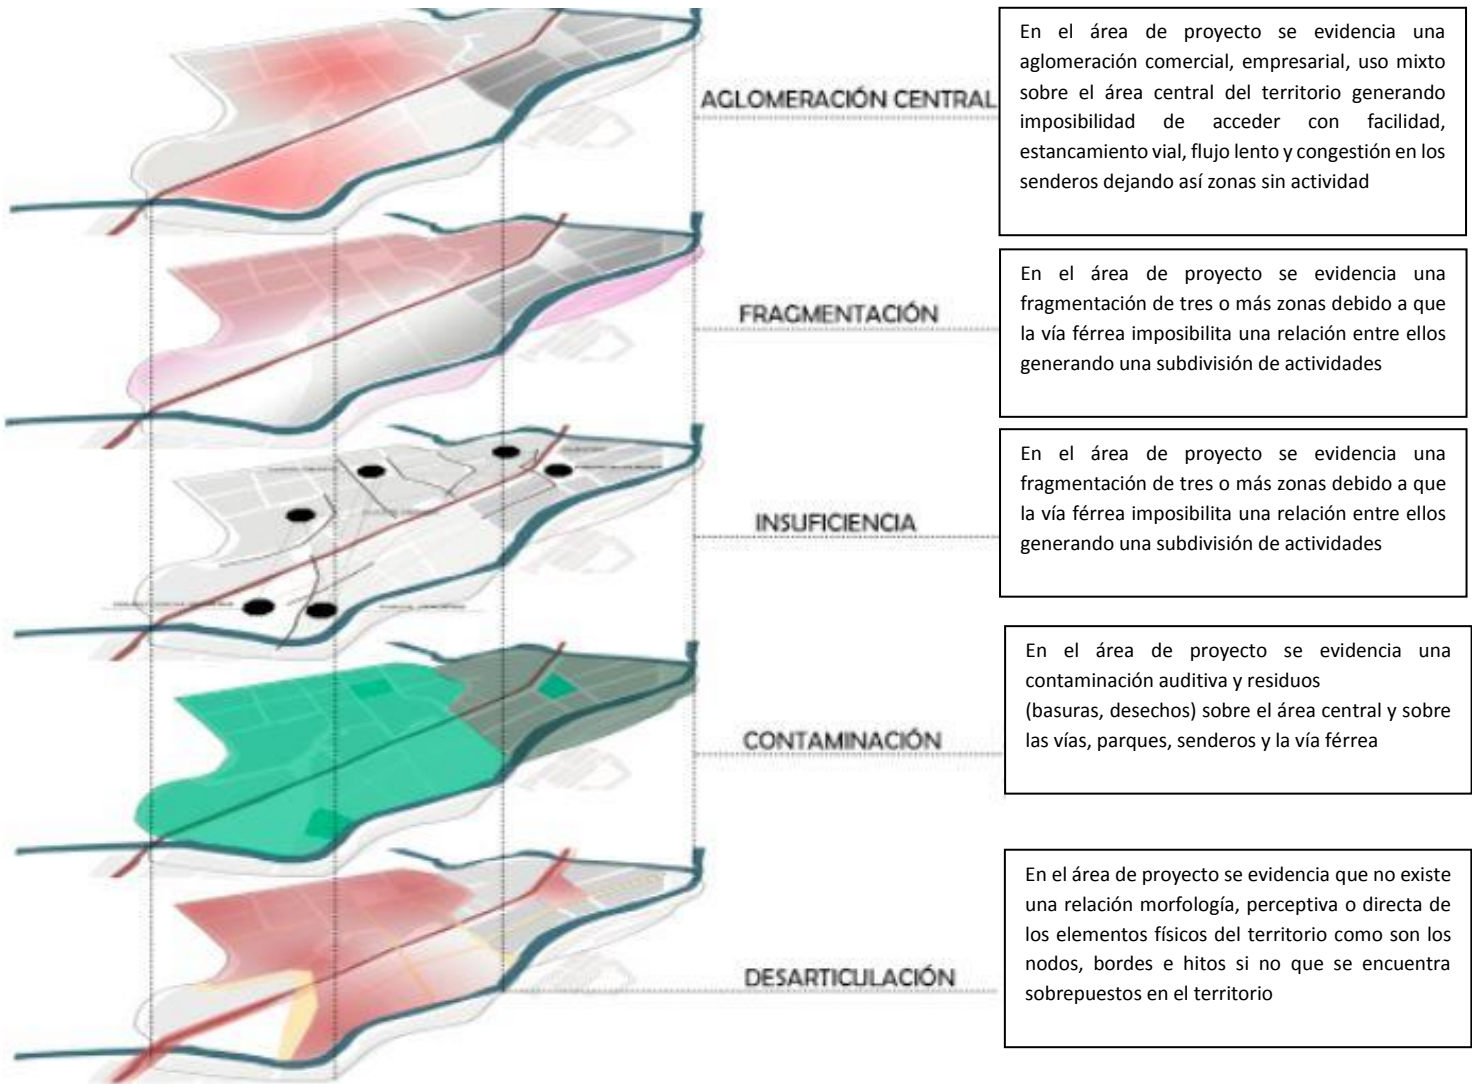 AGLOMERACIÓN CENTRAL
En el área de proyecto se evidencia una
aglomeración comercial, empresarial, uso mixto
sobre el área central del territorio generando
imposibilidad de acceder con facilidad,
estancamiento vial, flujo lento y congestión en los
senderos dejando así zonas sin actividad
FRAGMENTACIÓN
En el área de proyecto se evidencia una
fragmentación de tres o más zonas debido a que
la vía férrea imposibilita una relación entre ellos
generando una subdivisión de actividades
INSUFICIENCIA
En el área de proyecto se evidencia una
fragmentación de tres o más zonas debido a que
la vía férrea imposibilita una relación entre ellos
generando una subdivisión de actividades
CONTAMINACIÓN
En el área de proyecto se evidencia una
contaminación auditiva y residuos
(basuras, desechos) sobre el área central y sobre
las vías, parques, senderos y la vía férrea
DESARTICULACIÓN
En el área de proyecto se evidencia que no existe
una relación morfología, perceptiva o directa de
los elementos físicos del territorio como son los
nodos, bordes e hitos si no que se encuentra
sobrepuestos en el territorio